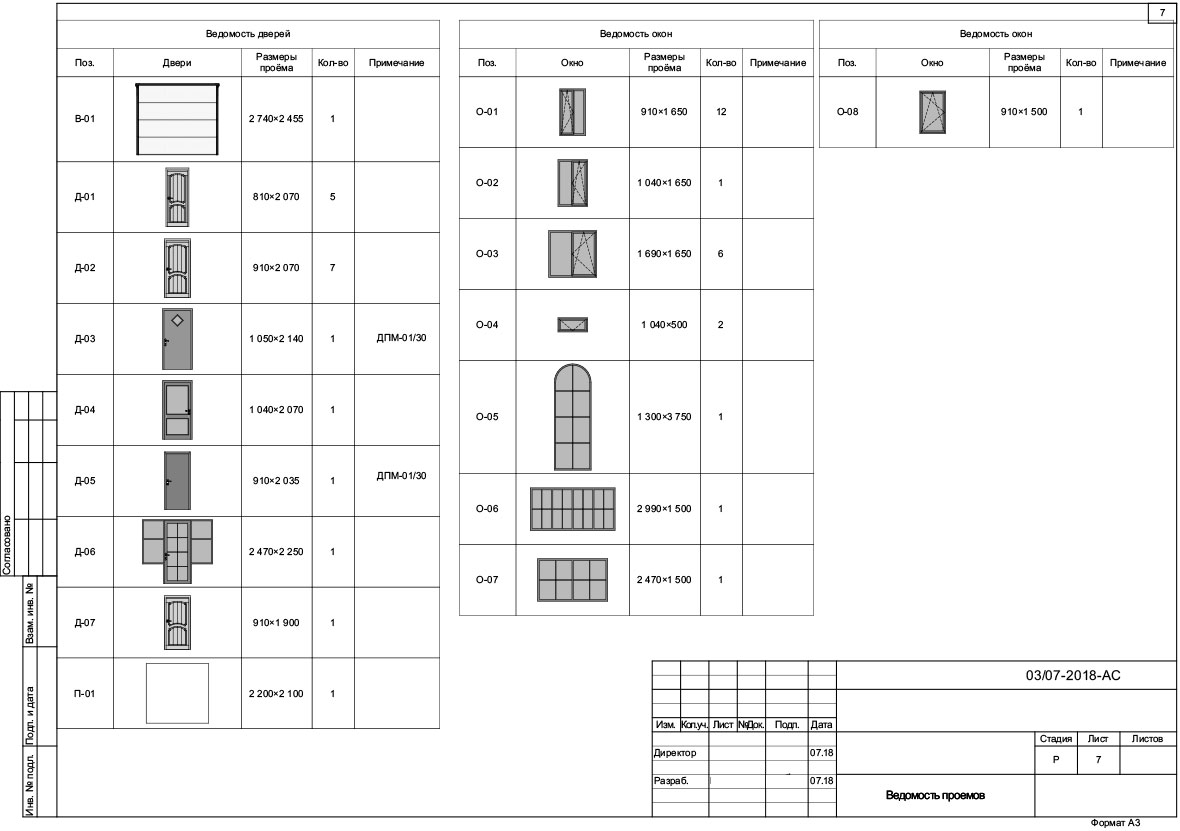 7
Ведомость дверей
Поз. Двери Размеры проёма Кол-во Примечание
В-01 2 740×2 455 1
Д-01 810×2 070 5
Д-02 910×2 070 7
Д-03 1 050×2 140 1 ДПМ-01/30
Д-04 1 040×2 070 1
Д-05 910×2 035 1 ДПМ-01/30
Д-06 2 470×2 250 1
Д-07 910×1 900 1
П-01 2 200×2 100 1
Ведомость окон
Поз. Окно Размеры проёма Кол-во Примечание
О-01 910×1 650 12
О-02 1 040×1 650 1
О-03 1 690×1 650 6
О-04 1 040×500 2
О-05 1 300×3 750 1
О-06 2 990×1 500 1
О-07 2 470×1 500 1
Ведомость окон
Поз. Окно Размеры проёма Кол-во Примечание
О-08 910×1 500 1
Согласовано
Взам. инв. №
Подп. и дата
Инв. № подл.
03/07-2018-АС
Изм. Кол.уч. Лист №Док. Подп. Дата
Директор 07.18
Разраб. 07.18
Стадия Лист Листов
Р 7
Ведомость проемов
Формат А3